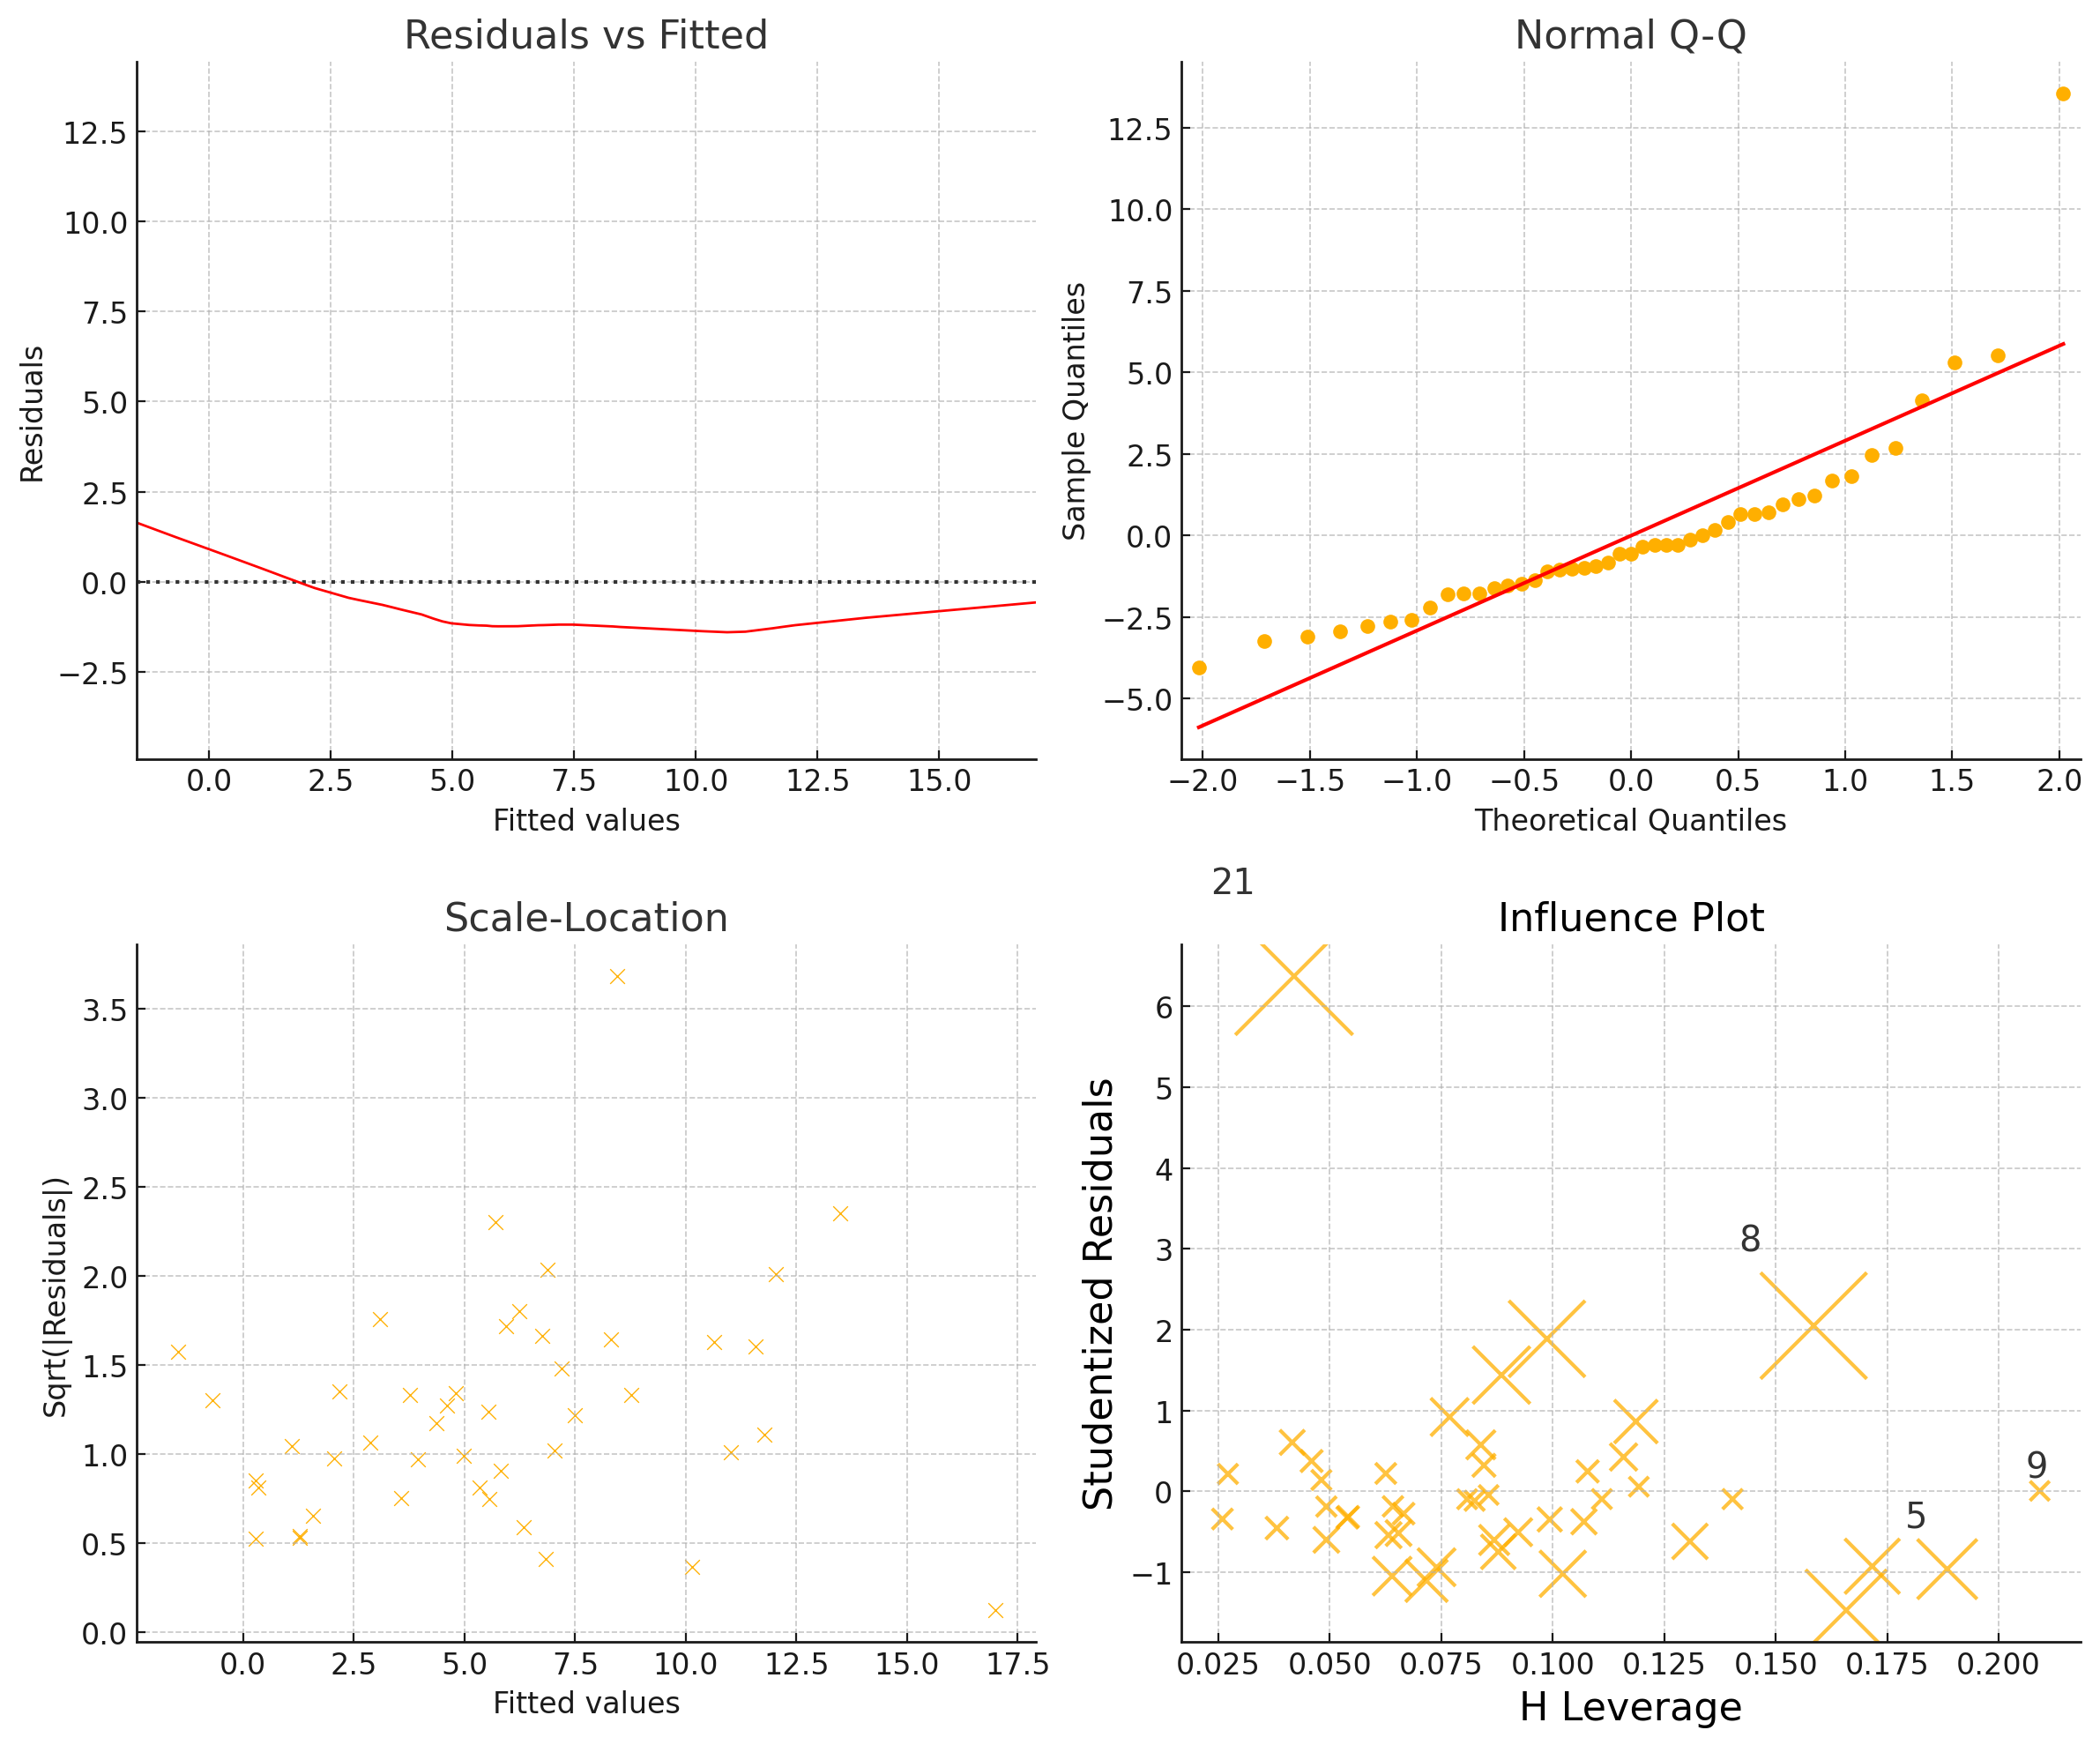 Residuals vs Fitted
Residuals
12.5
10.0
7.5
5.0
2.5
0.0
−2.5
0.0 2.5 5.0 7.5 10.0 12.5 15.0
Fitted values
Normal Q-Q
Sample Quantiles
12.5
10.0
7.5
5.0
2.5
0.0
−2.5
−5.0
−2.0 −1.5 −1.0 −0.5 0.0 0.5 1.0 1.5 2.0
Theoretical Quantiles
Scale-Location
Sqrt(|Residuals|)
3.5
3.0
2.5
2.0
1.5
1.0
0.5
0.0
0.0 2.5 5.0 7.5 10.0 12.5 15.0 17.5
Fitted values
21
Influence Plot
Studentized Residuals
6
5
4
3
2
1
0
−1
8
9
5
0.025 0.050 0.075 0.100 0.125 0.150 0.175 0.200
H Leverage